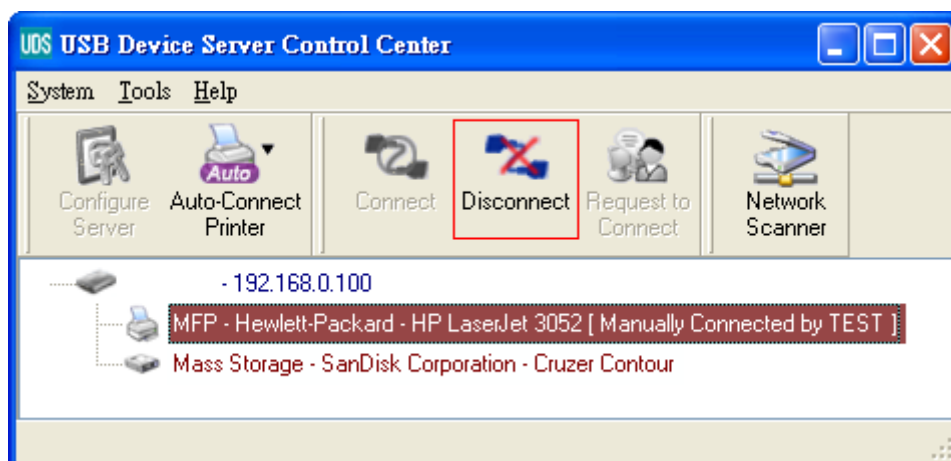 UDS USB Device Server Control Center
System Tools Help
Auto
Configure Server
Auto-Connect Printer
Connect
Disconnect
Request to Connect
Network Scanner
- 192.168.0.100
MFP - Hewlett-Packard - HP LaserJet 3052 [ Manually Connected by TEST ]
Mass Storage - SanDisk Corporation - Cruzer Contour